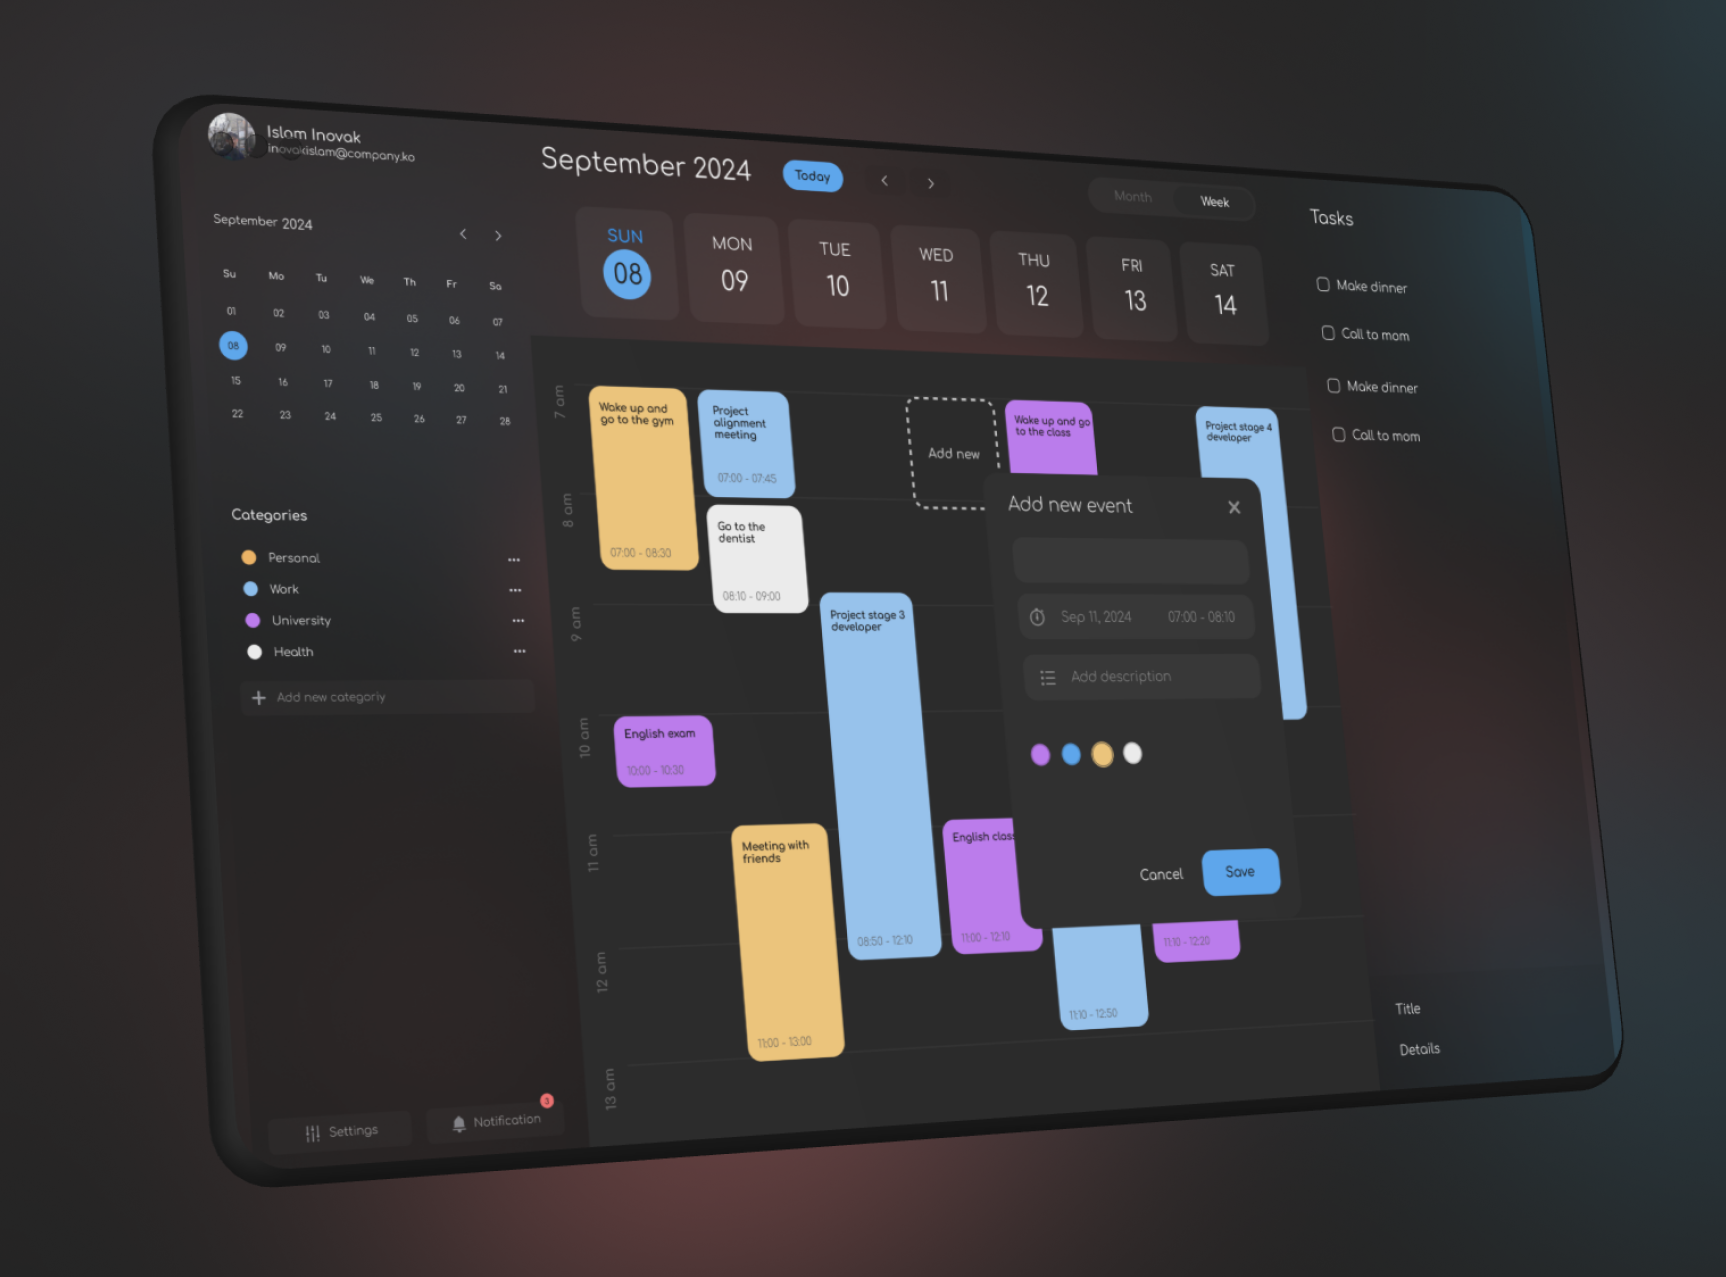 Islam Inovak
inovakislam@company.ko
September 2024
Su Mo Tu We Th Fr Sa
01 02 03 04 05 06 07
08 09 10 11 12 13 14
15 16 17 18 19 20 21
22 23 24 25 26 27 28
Categories
Personal
Work
University
Health
Add new categoriy
Settings
Notification
3
September 2024
Today
Month
Week
SUN MON TUE WED THU FRI SAT
08 09 10 11 12 13 14
7 am
8 am
9 am
10 am
11 am
12 am
13 am
Wake up and
go to the gym
07:00 - 08:30
Project
alignment
meeting
07:00 - 07:45
Go to the
dentist
08:10 - 09:00
Project stage 3
developer
08:50 - 12:10
English exam
10:00 - 10:30
Meeting with
friends
11:00 - 13:00
Add new
Wake up and go
to the class
Project stage 4
developer
English class
11:00 - 12:10
11:10 - 12:50
11:10 - 12:20
Add new event
Sep 11, 2024
07:00 - 08:10
Add description
Cancel
Save
Tasks
Make dinner
Call to mom
Make dinner
Call to mom
Title
Details